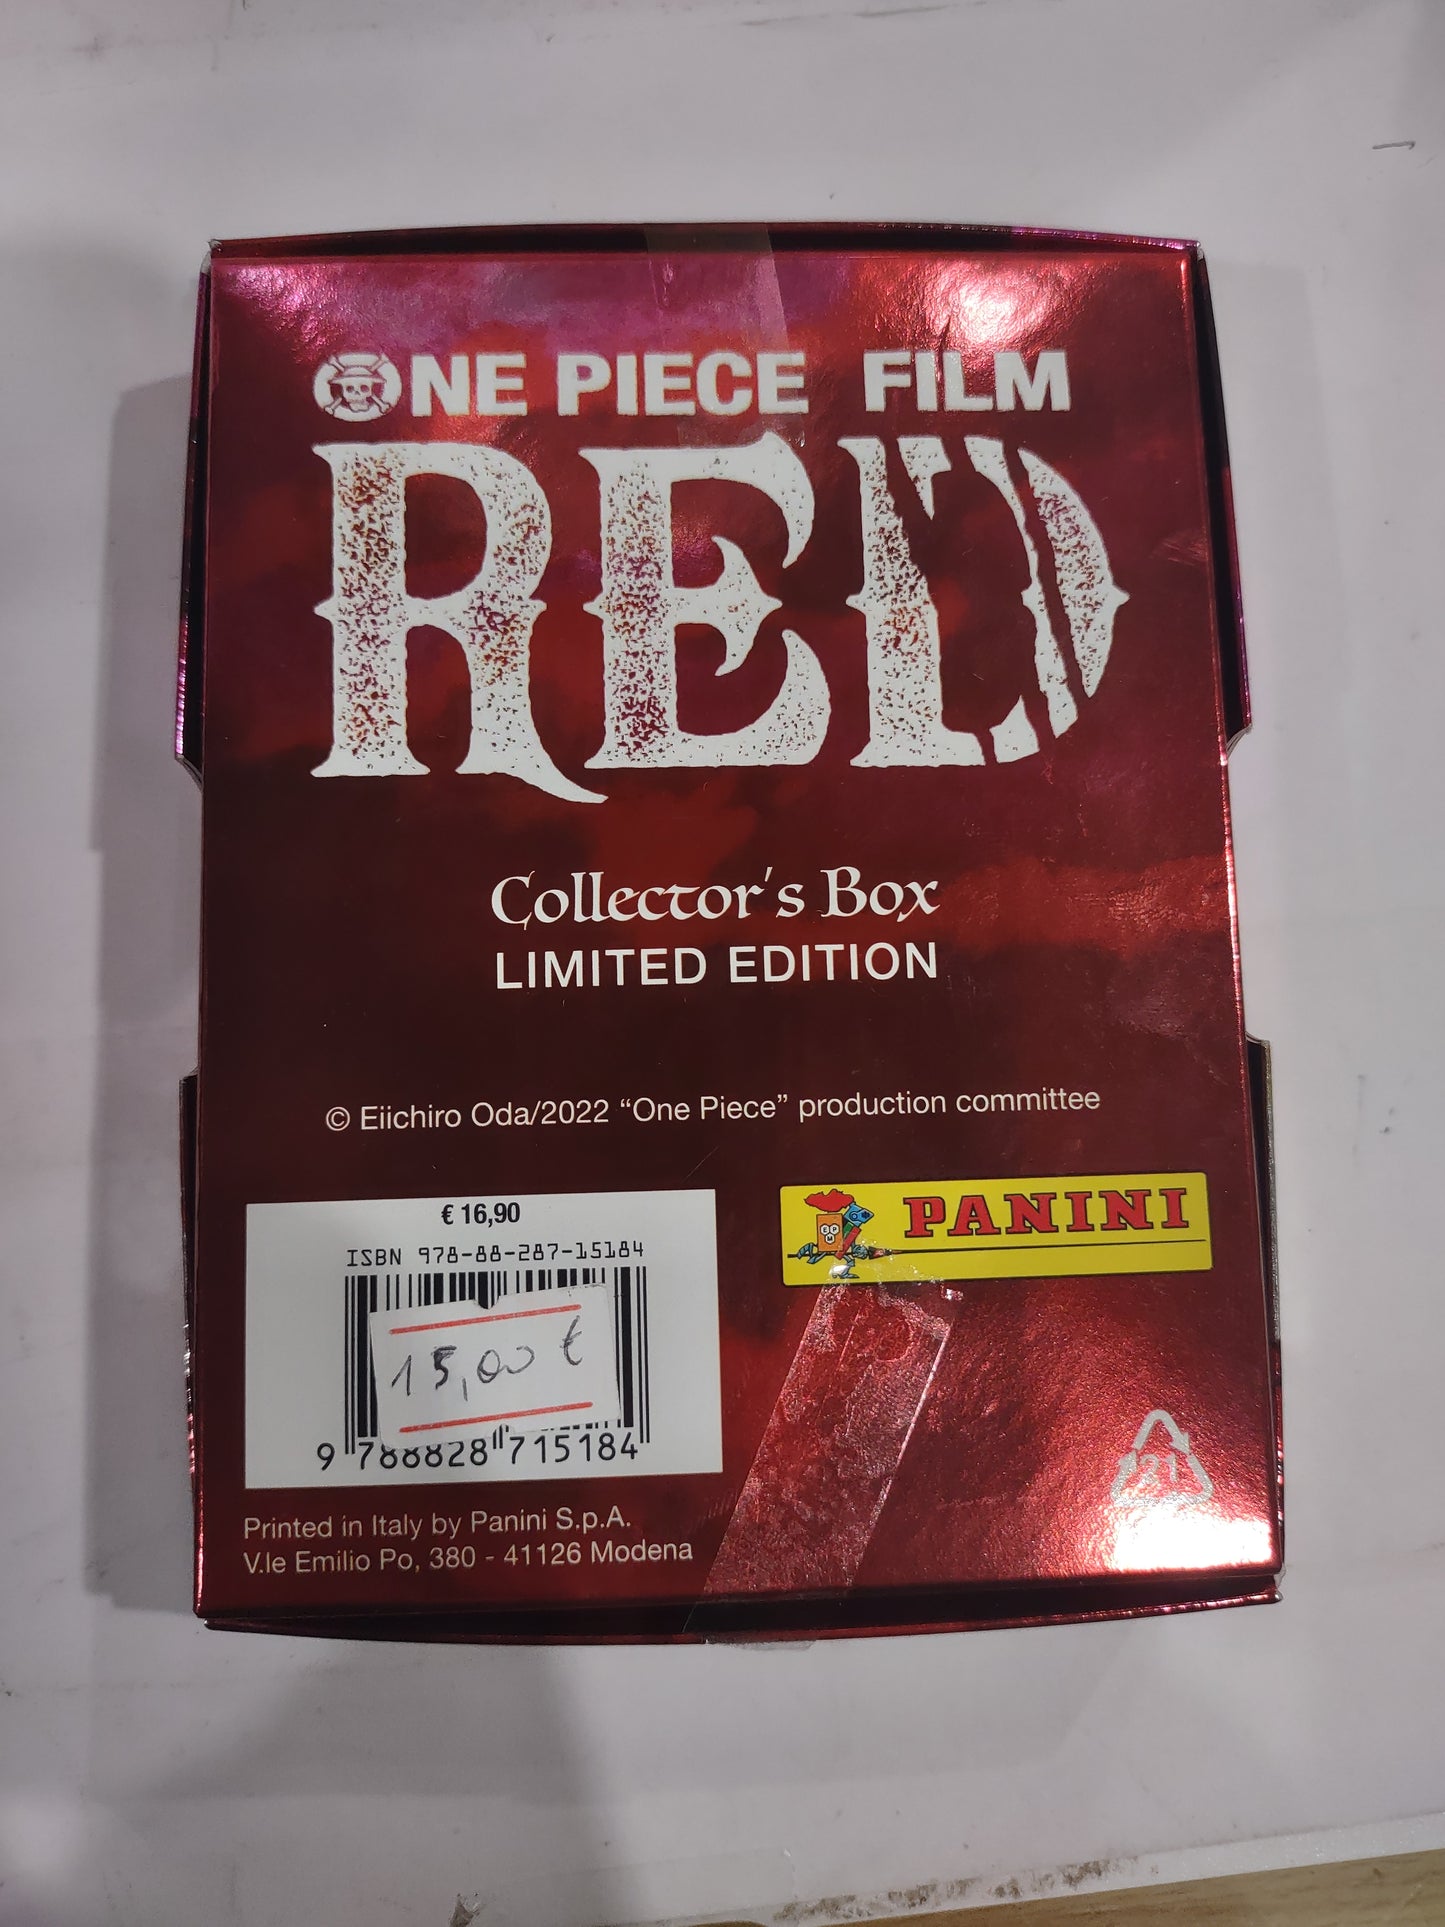 ONE PIECE FILM
RED
Collector's Box
LIMITED EDITION
© Eiichiro Oda/2022 “One Piece” production committee
€ 16,90
ISBN 978-88-287-15184
15,00 €
9 788828 715184
PANINI
EPM
21
Printed in Italy by Panini S.p.A.
V.le Emilio Po, 380 - 41126 Modena